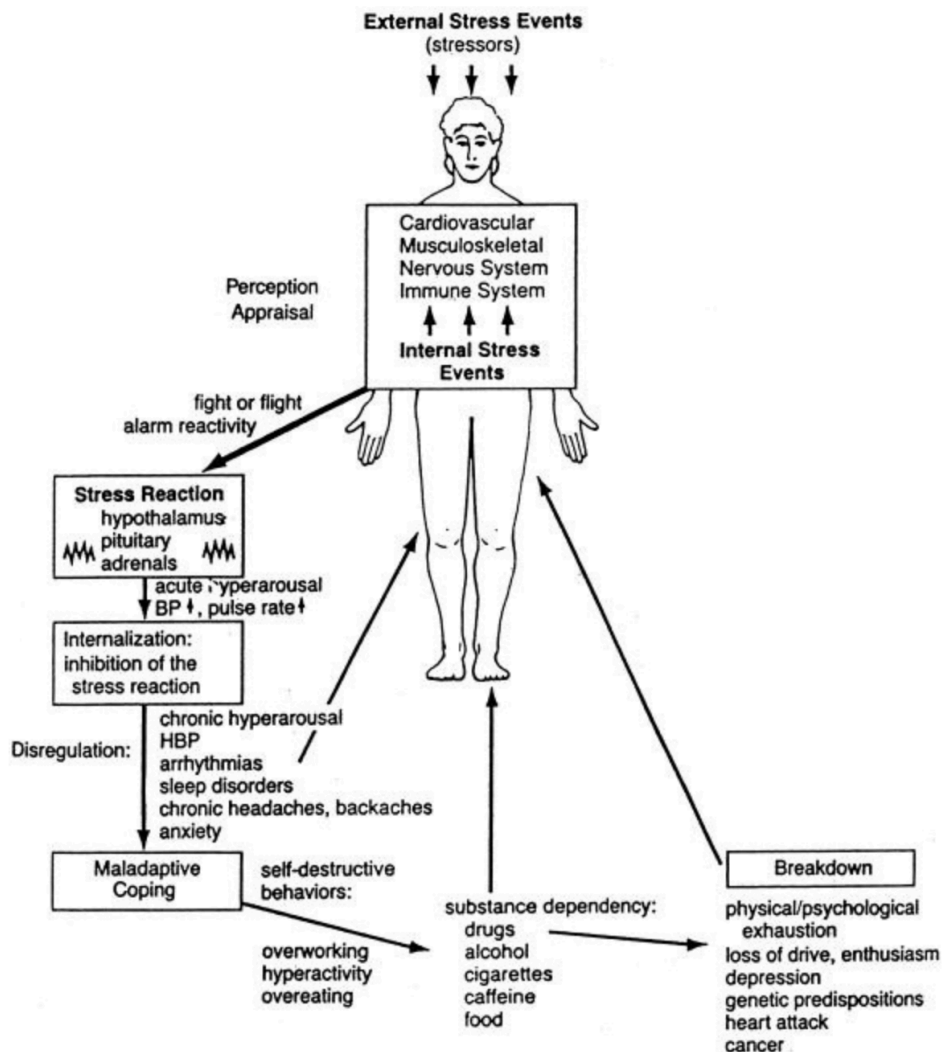 External Stress Events
(stressors)
Cardiovascular
Musculoskeletal
Nervous System
Immune System
Internal Stress
Events
Perception
Appraisal
fight or flight
alarm reactivity
Stress Reaction
hypothalamus
pituitary
adrenals
acute hyperarousal
BP↑, pulse rate↑
Internalization:
inhibition of the
stress reaction
Disregulation:
chronic hyperarousal
HBP
arrhythmias
sleep disorders
chronic headaches, backaches
anxiety
Maladaptive
Coping
self-destructive
behaviors:
overworking
hyperactivity
overeating
substance dependency:
drugs
alcohol
cigarettes
caffeine
food
Breakdown
physical/psychological
exhaustion
loss of drive, enthusiasm
depression
genetic predispositions
heart attack
cancer